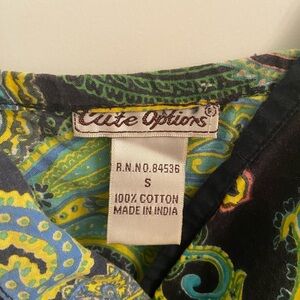 Cute Options®
R.N.NO.84536
S
100% COTTON
MADE IN INDIA